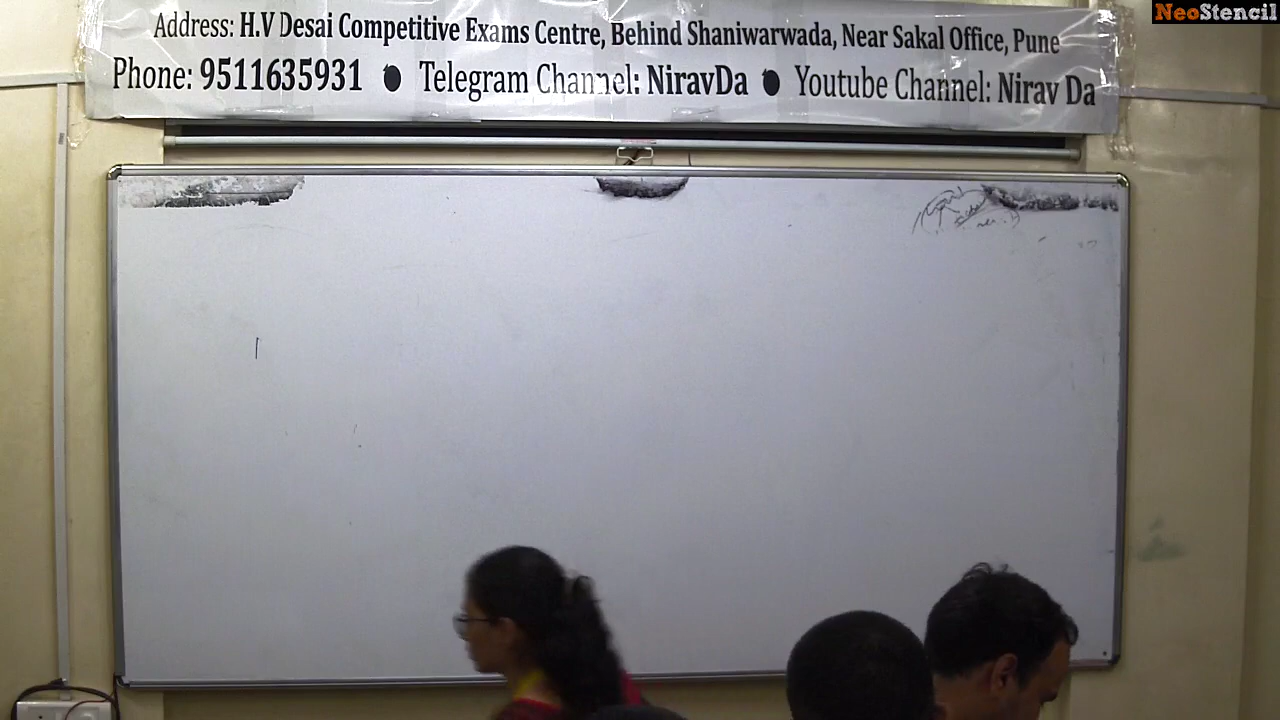 NeoStencil
Address: H.V Desai Competitive Exams Centre, Behind Shaniwarwada, Near Sakal Office, Pune
Phone: 9511635931 ● Telegram Channel: NiravDa ● Youtube Channel: Nirav Da